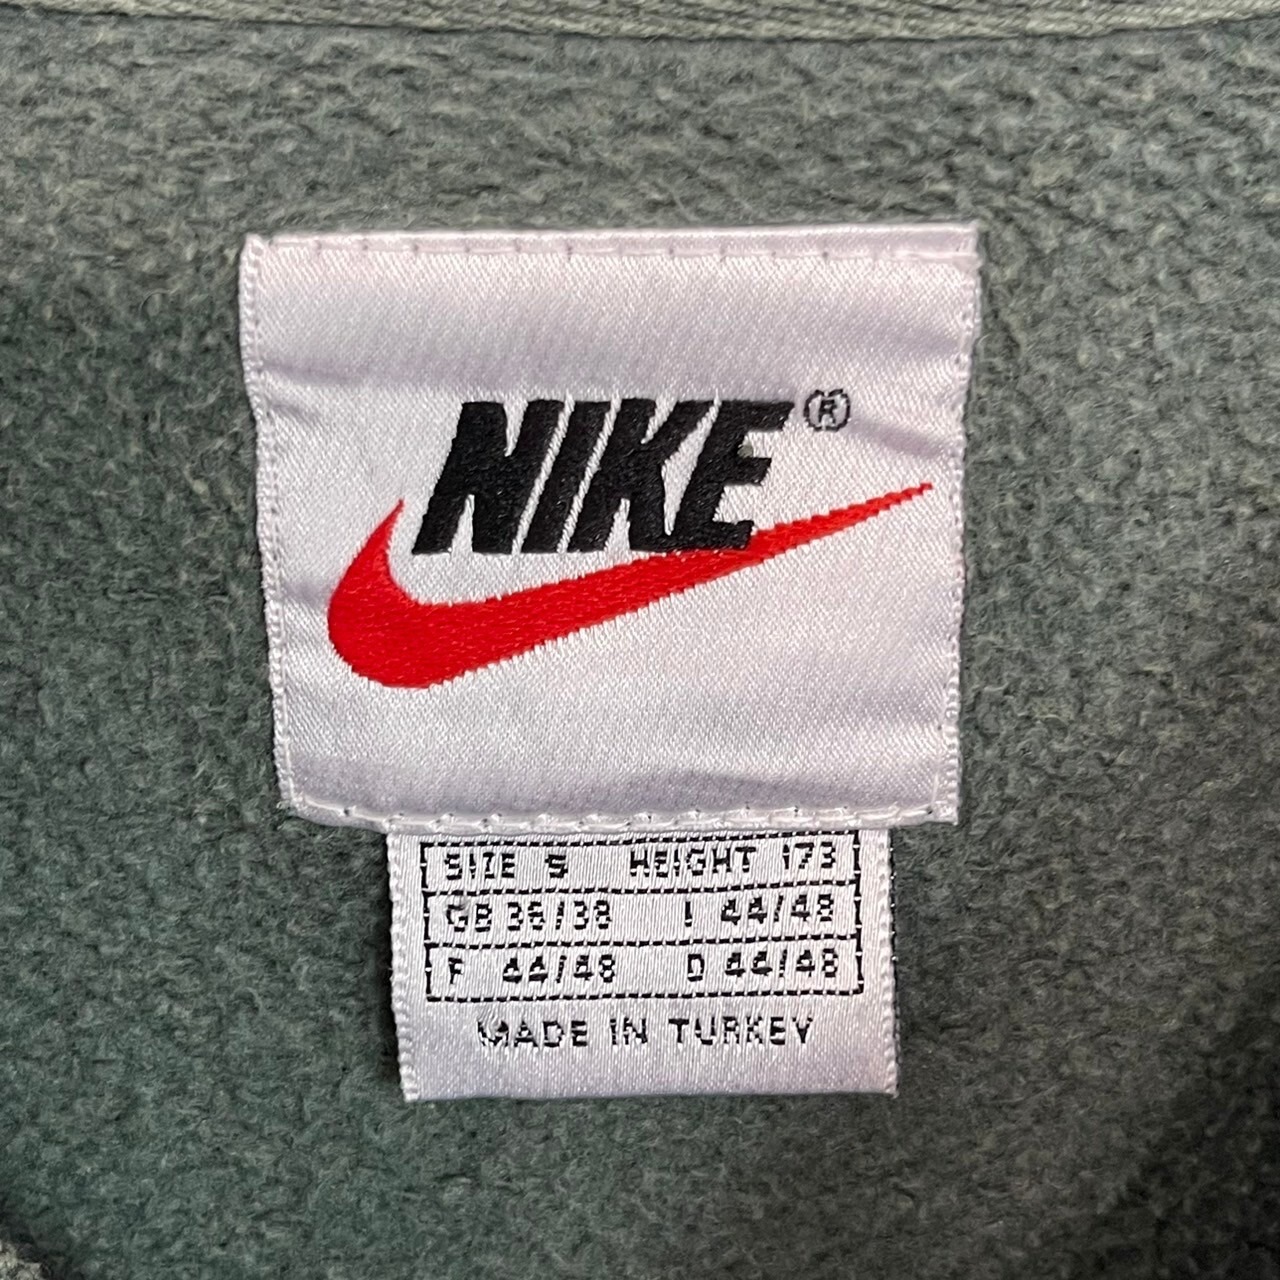 NIKE®
SIZE S HEIGHT 173
GB 36/38 I 44/48
F 44/48 D 44/48
MADE IN TURKEY